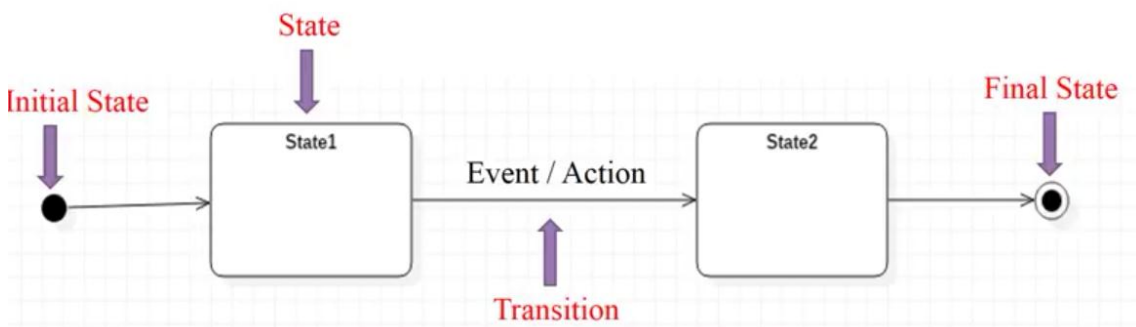 State
Initial State
Final State
State1
State2
Event / Action
Transition